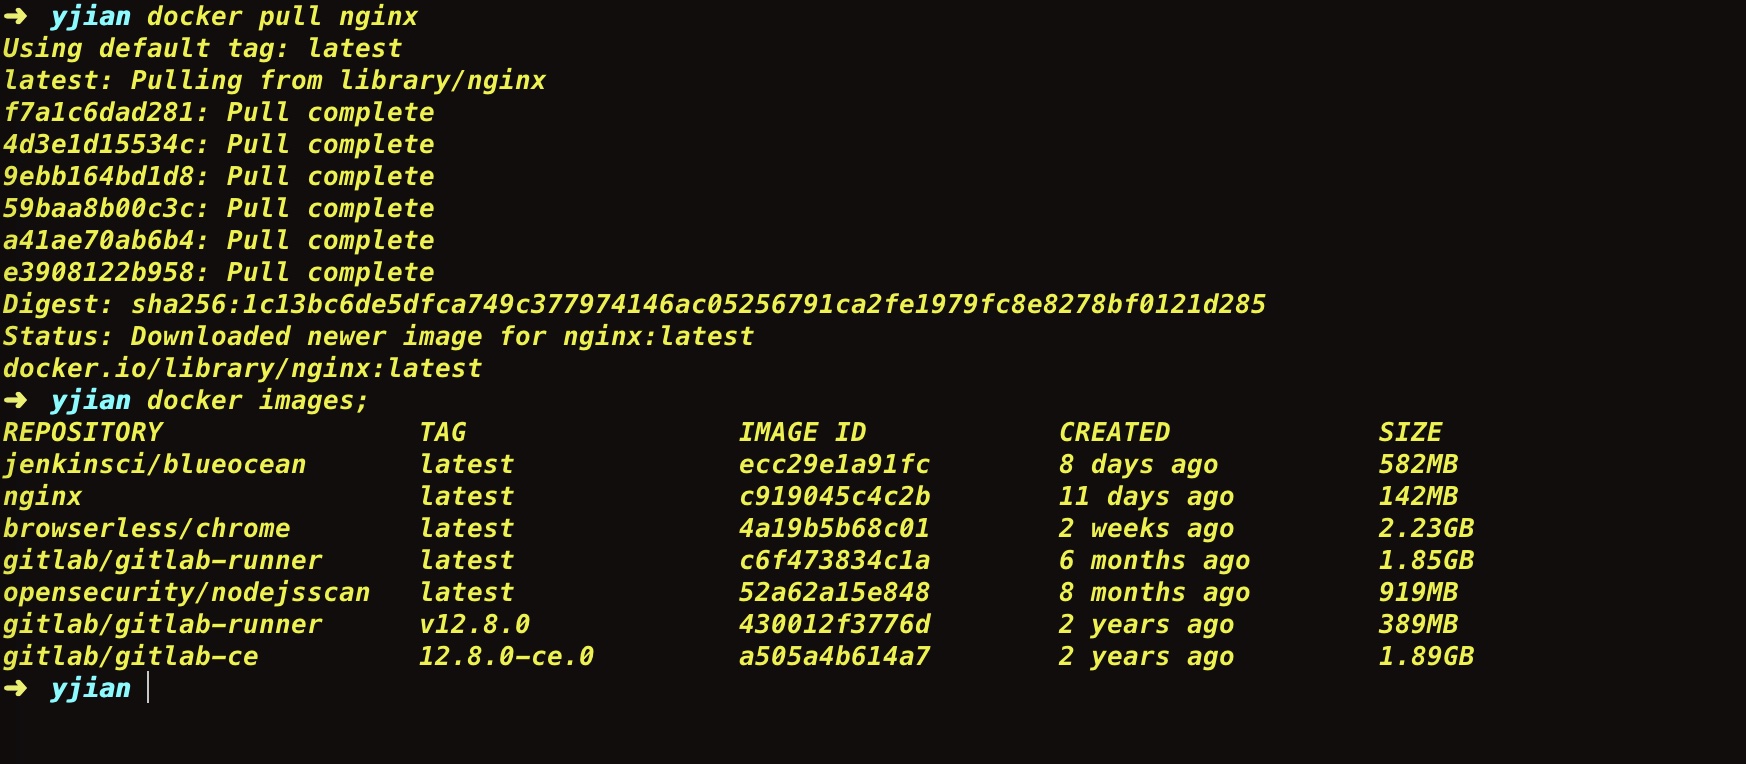 ➜ yjian docker pull nginx
Using default tag: latest
latest: Pulling from library/nginx
f7a1c6dad281: Pull complete
4d3e1d15534c: Pull complete
9ebb164bd1d8: Pull complete
59baa8b00c3c: Pull complete
a41ae70ab6b4: Pull complete
e3908122b958: Pull complete
Digest: sha256:1c13bc6de5dfca749c377974146ac05256791ca2fe1979fc8e8278bf0121d285
Status: Downloaded newer image for nginx:latest
docker.io/library/nginx:latest
➜ yjian docker images;
REPOSITORY TAG IMAGE ID CREATED SIZE
jenkinsci/blueocean latest ecc29e1a91fc 8 days ago 582MB
nginx latest c919045c4c2b 11 days ago 142MB
browserless/chrome latest 4a19b5b68c01 2 weeks ago 2.23GB
gitlab/gitlab-runner latest c6f473834c1a 6 months ago 1.85GB
opensecurity/nodejsscan latest 52a62a15e848 8 months ago 919MB
gitlab/gitlab-runner v12.8.0 430012f3776d 2 years ago 389MB
gitlab/gitlab-ce 12.8.0-ce.0 a505a4b614a7 2 years ago 1.89GB
➜ yjian